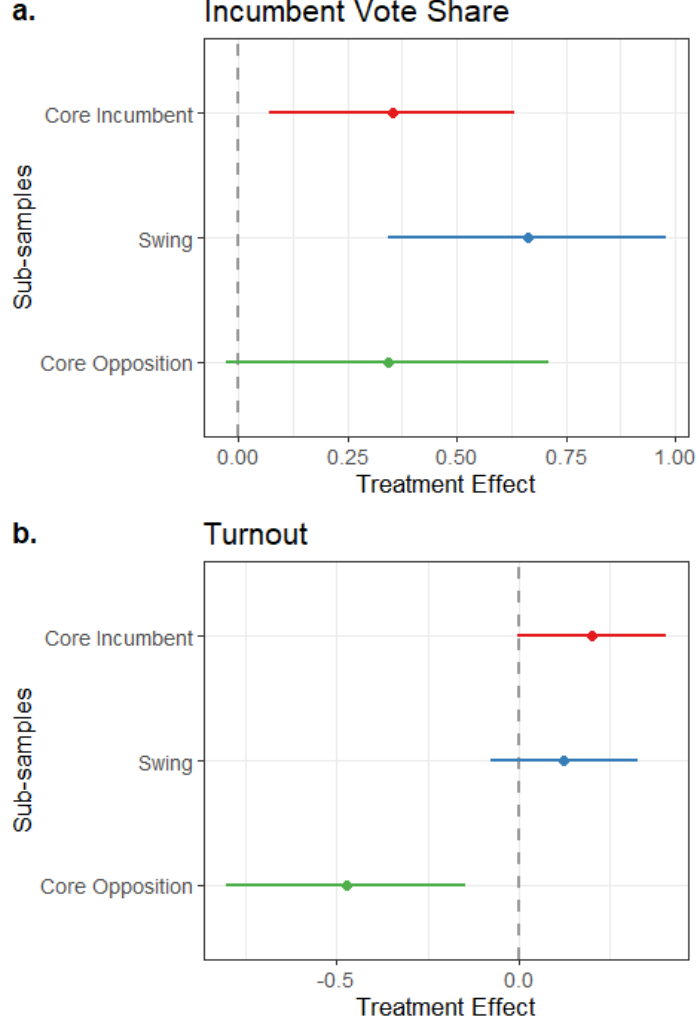 a.
Incumbent Vote Share
Sub-samples
Core Incumbent
Swing
Core Opposition
0.00 0.25 0.50 0.75 1.00
Treatment Effect
b.
Turnout
Sub-samples
Core Incumbent
Swing
Core Opposition
-0.5 0.0
Treatment Effect